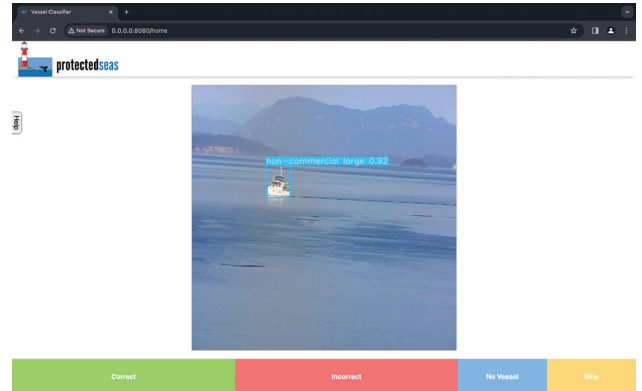 Vessel Classifier
Not Secure 0.0.0.0:8080/home
protectedseas
Help
non-commercial large 0.92
Correct
Incorrect
No Vessel
Skip